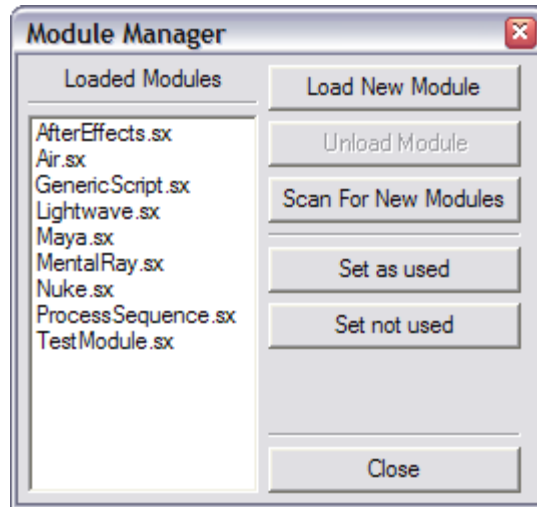 Module Manager
Loaded Modules
AfterEffects.sx
Air.sx
GenericScript.sx
Lightwave.sx
Maya.sx
MentalRay.sx
Nuke.sx
ProcessSequence.sx
TestModule.sx
Load New Module
Unload Module
Scan For New Modules
Set as used
Set not used
Close